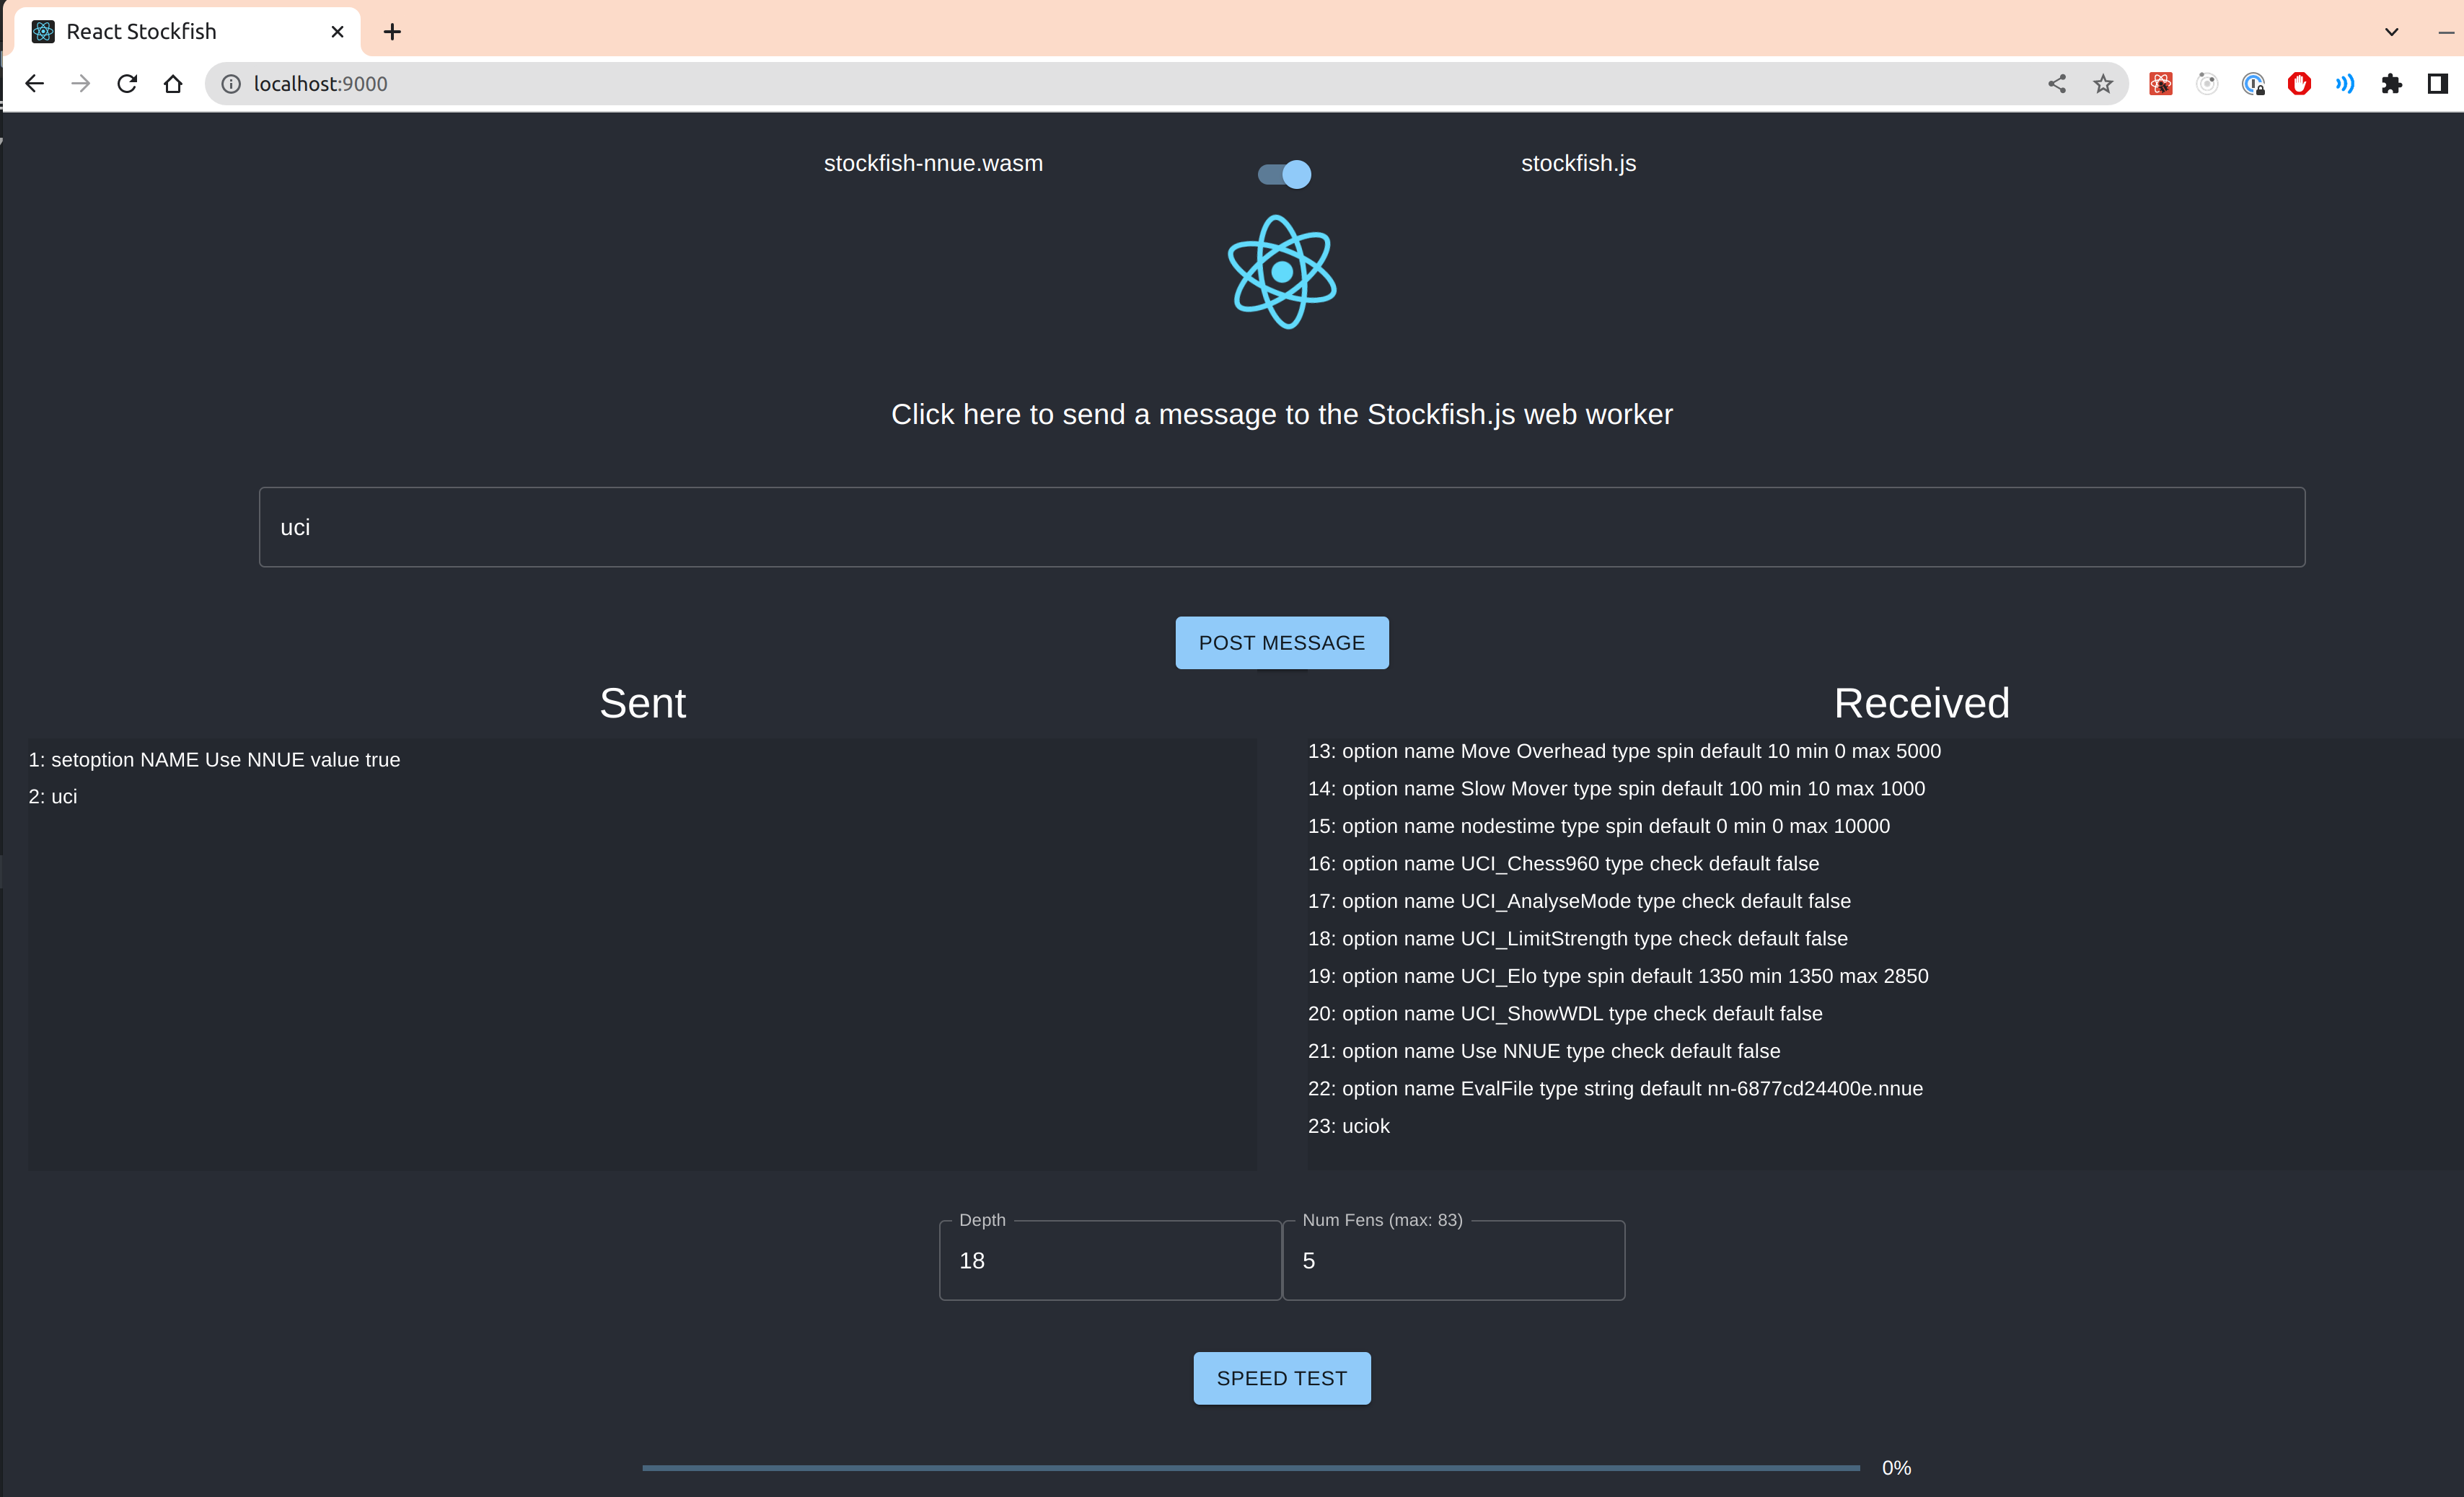 React Stockfish
localhost:9000
stockfish-nnue.wasm
stockfish.js
Click here to send a message to the Stockfish.js web worker
uci
POST MESSAGE
Sent
1: setoption NAME Use NNUE value true
2: uci
Received
13: option name Move Overhead type spin default 10 min 0 max 5000
14: option name Slow Mover type spin default 100 min 10 max 1000
15: option name nodestime type spin default 0 min 0 max 10000
16: option name UCI_Chess960 type check default false
17: option name UCI_AnalyseMode type check default false
18: option name UCI_LimitStrength type check default false
19: option name UCI_Elo type spin default 1350 min 1350 max 2850
20: option name UCI_ShowWDL type check default false
21: option name Use NNUE type check default false
22: option name EvalFile type string default nn-6877cd24400e.nnue
23: uciok
Depth
18
Num Fens (max: 83)
5
SPEED TEST
0%